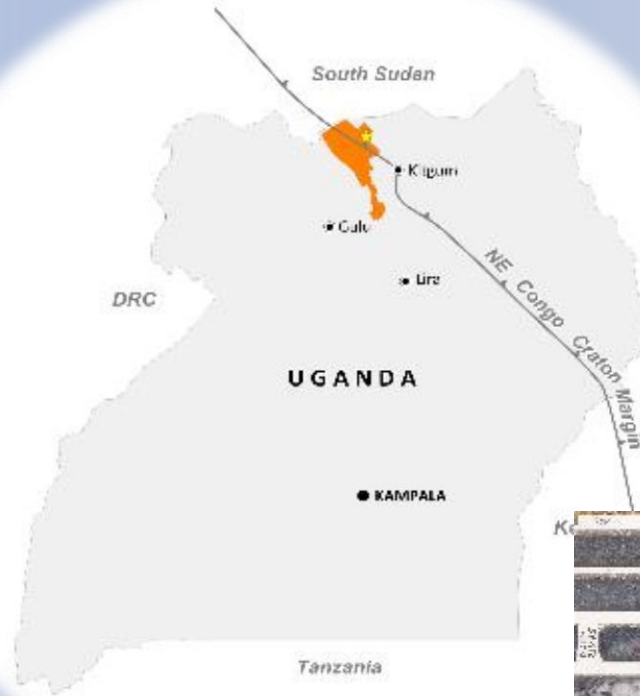 South Sudan
Kitgum
Gulu
Lira
DRC
NE Congo Craton Margin
UGANDA
KAMPALA
Tanzania